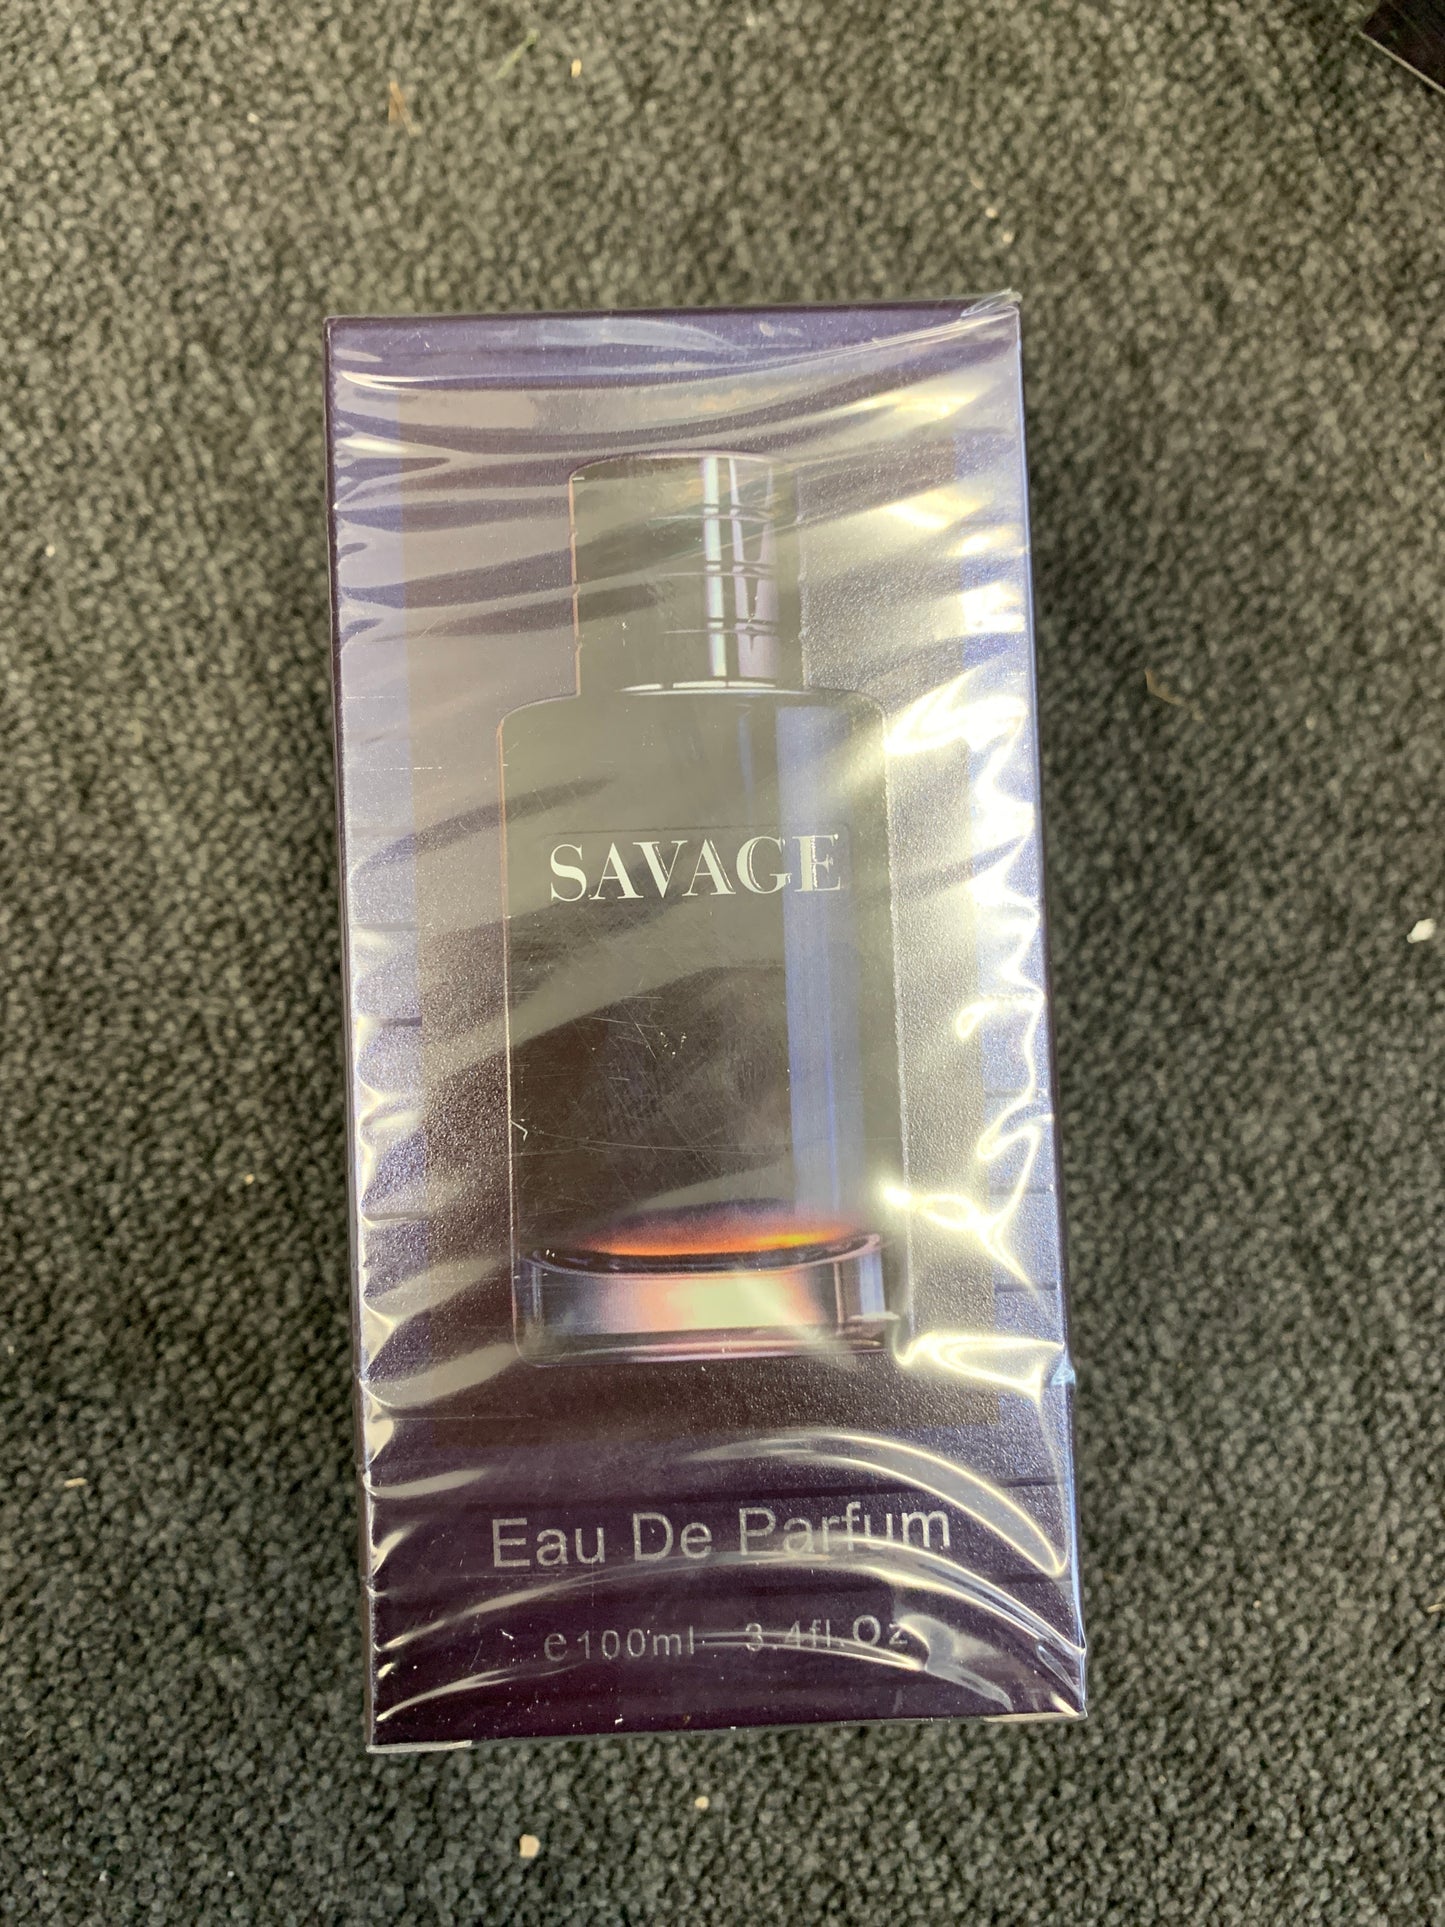 SAVAGE
Eau De Parfum
e100ml 3.4fl.Oz